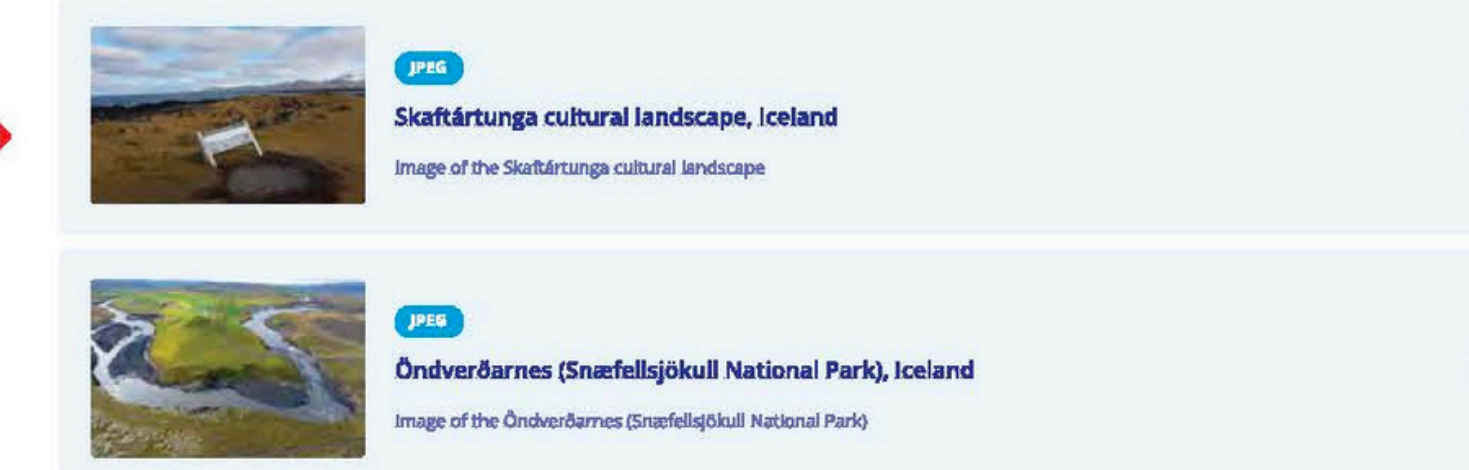 JPEG
Skaftártunga cultural landscape, Iceland
Image of the Skaftártunga cultural landscape
JPEG
Öndverðarnes (Snæfellsjökull National Park), Iceland
Image of the Öndverðarnes (Snæfellsjökull National Park)